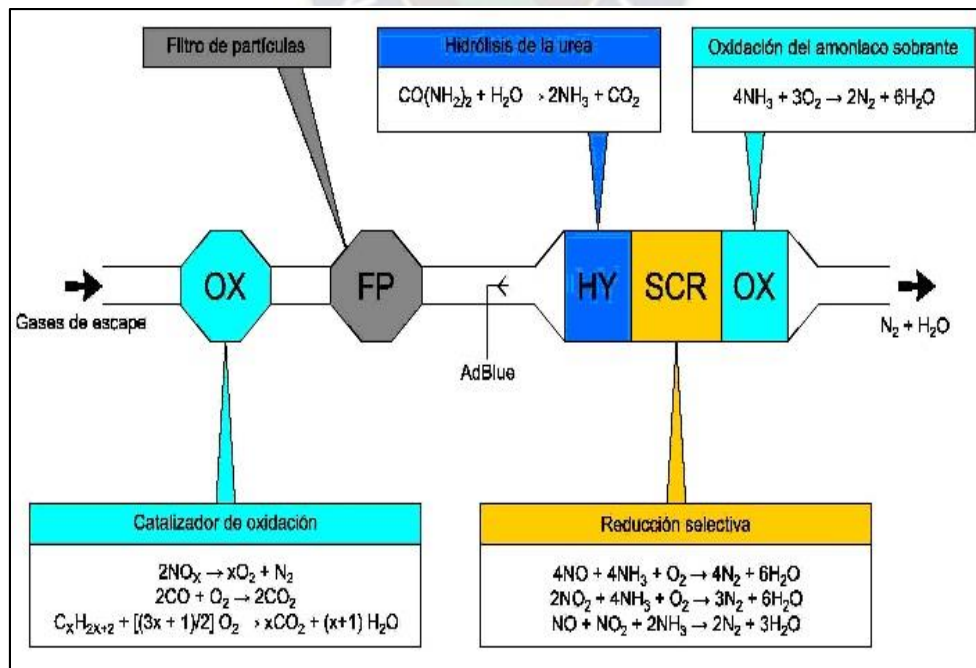 Filtro de partículas
Hidrólisis de la urea
CO(NH₂)₂ + H₂O → 2NH₃ + CO₂
Oxidación del amoníaco sobrante
4NH₃ + 3O₂ → 2N₂ + 6H₂O
OX
FP
HY
SCR
OX
Gases de escape
AdBlue
N₂ + H₂O
Catalizador de oxidación
2NOₓ → xO₂ + N₂
2CO + O₂ → 2CO₂
CₓH₂ₓ₊₂ + [(3x + 1)/2] O₂ → xCO₂ + (x+1) H₂O
Reducción selectiva
4NO + 4NH₃ + O₂ → 4N₂ + 6H₂O
2NO₂ + 4NH₃ + O₂ → 3N₂ + 6H₂O
NO + NO₂ + 2NH₃ → 2N₂ + 3H₂O